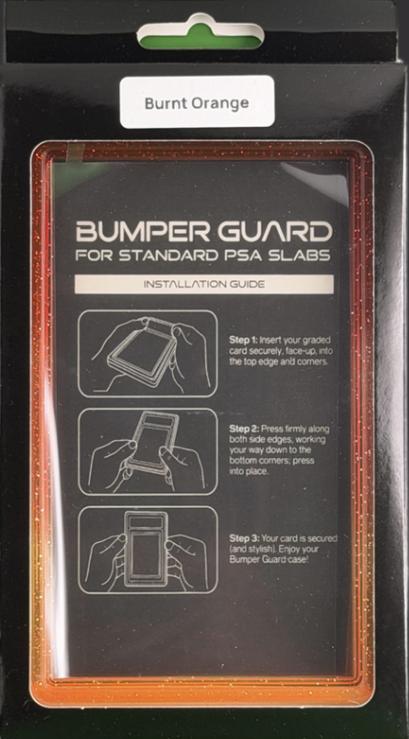 Burnt Orange
BUMPER GUARD
FOR STANDARD PSA SLABS
INSTALLATION GUIDE
Step 1: Insert your graded
card securely, face-up, into
the top edge and corners.
Step 2: Press firmly along
both side edges, working
your way down to the
bottom corners; press
into place.
Step 3: Your card is secured
(and stylish). Enjoy your
Bumper Guard case!